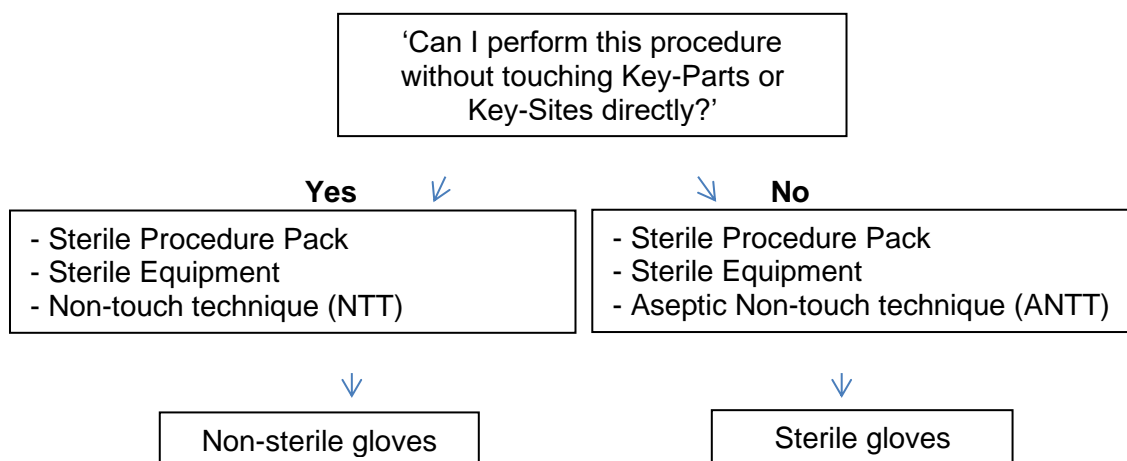 ‘Can I perform this procedure
without touching Key-Parts or
Key-Sites directly?’
Yes
No
- Sterile Procedure Pack
- Sterile Equipment
- Non-touch technique (NTT)
- Sterile Procedure Pack
- Sterile Equipment
- Aseptic Non-touch technique (ANTT)
Non-sterile gloves
Sterile gloves